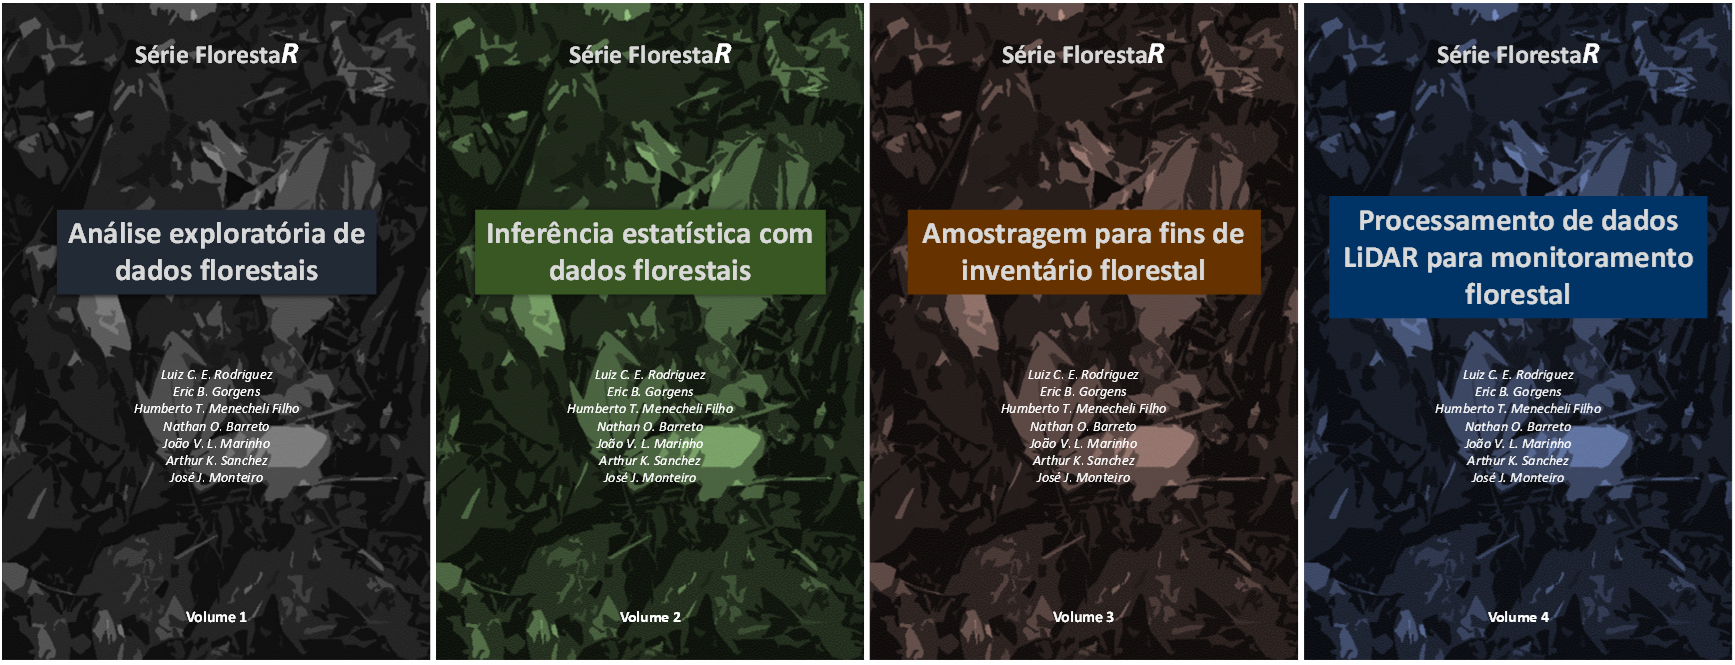 Série FlorestaR
Análise exploratória de
dados florestais
Luiz C. E. Rodriguez
Eric B. Gorgens
Humberto T. Menecheli Filho
Nathan O. Barreto
João V. L. Marinho
Arthur K. Sanchez
José J. Monteiro
Volume 1
Série FlorestaR
Inferência estatística com
dados florestais
Luiz C. E. Rodriguez
Eric B. Gorgens
Humberto T. Menecheli Filho
Nathan O. Barreto
João V. L. Marinho
Arthur K. Sanchez
José J. Monteiro
Volume 2
Série FlorestaR
Amostragem para fins de
inventário florestal
Luiz C. E. Rodriguez
Eric B. Gorgens
Humberto T. Menecheli Filho
Nathan O. Barreto
João V. L. Marinho
Arthur K. Sanchez
José J. Monteiro
Volume 3
Série FlorestaR
Processamento de dados
LiDAR para monitoramento
florestal
Luiz C. E. Rodriguez
Eric B. Gorgens
Humberto T. Menecheli Filho
Nathan O. Barreto
João V. L. Marinho
Arthur K. Sanchez
José J. Monteiro
Volume 4